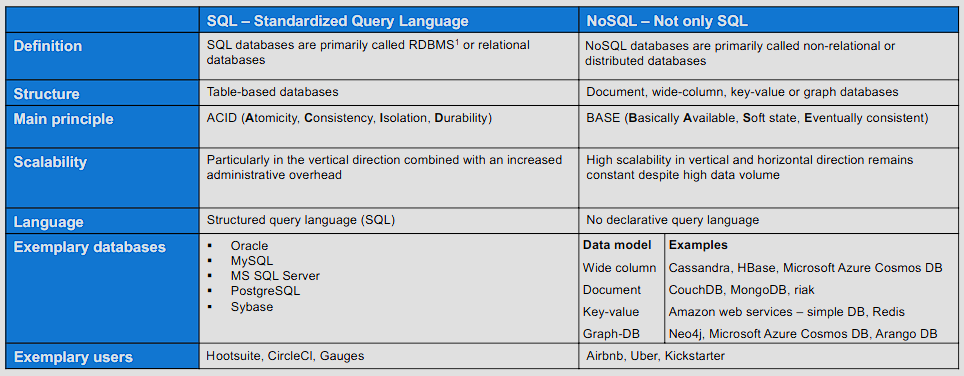 SQL – Standardized Query Language
NoSQL – Not only SQL
Definition
SQL databases are primarily called RDBMS¹ or relational
databases
NoSQL databases are primarily called non-relational or
distributed databases
Structure
Table-based databases
Document, wide-column, key-value or graph databases
Main principle
ACID (Atomicity, Consistency, Isolation, Durability)
BASE (Basically Available, Soft state, Eventually consistent)
Scalability
Particularly in the vertical direction combined with an increased
administrative overhead
High scalability in vertical and horizontal direction remains
constant despite high data volume
Language
Structured query language (SQL)
No declarative query language
Exemplary databases
▪ Oracle
▪ MySQL
▪ MS SQL Server
▪ PostgreSQL
▪ Sybase
Data model
Examples
Wide column
Cassandra, HBase, Microsoft Azure Cosmos DB
Document
CouchDB, MongoDB, riak
Key-value
Amazon web services – simple DB, Redis
Graph-DB
Neo4j, Microsoft Azure Cosmos DB, Arango DB
Exemplary users
Hootsuite, CircleCI, Gauges
Airbnb, Uber, Kickstarter